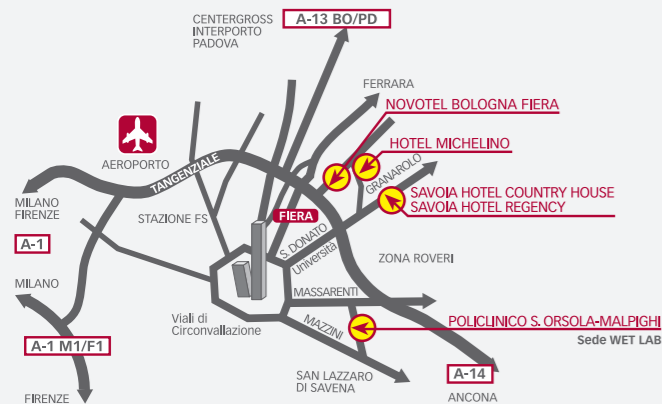 CENTERGROSS
INTERPORTO
PADOVA
A-13 BO/PD
FERRARA
NOVOTEL BOLOGNA FIERA
HOTEL MICHELINO
AEROPORTO
TANGENZIALE
GRANAROLO
SAVOIA HOTEL COUNTRY HOUSE
SAVOIA HOTEL REGENCY
MILANO
FIRENZE
STAZIONE FS
FIERA
A-1
S. DONATO
Università
ZONA ROVERI
MILANO
MASSARENTI
Viali di
Circonvallazione
MAZZINI
POLICLINICO S. ORSOLA-MALPIGHI
Sede WET LAB
A-1 M1/F1
SAN LAZZARO
DI SAVENA
A-14
FIRENZE
ANCONA